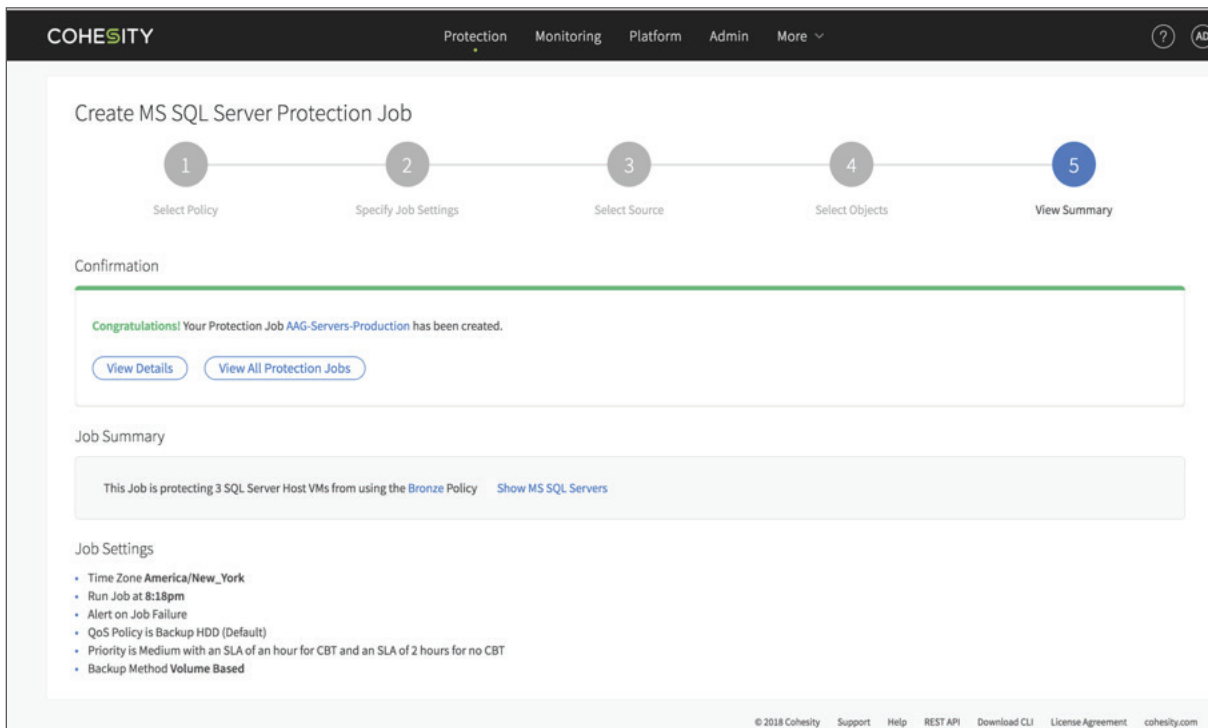 COHESITY
Protection Monitoring Platform Admin More
? AD
Create MS SQL Server Protection Job
1 2 3 4 5
Select Policy Specify Job Settings Select Source Select Objects View Summary
Confirmation
Congratulations! Your Protection Job AAG-Servers-Production has been created.
View Details View All Protection Jobs
Job Summary
This Job is protecting 3 SQL Server Host VMs from using the Bronze Policy Show MS SQL Servers
Job Settings
• Time Zone America/New_York
• Run Job at 8:18pm
• Alert on Job Failure
• QoS Policy is Backup HDD (Default)
• Priority is Medium with an SLA of an hour for CBT and an SLA of 2 hours for no CBT
• Backup Method Volume Based
© 2018 Cohesity Support Help REST API Download CLI License Agreement cohesity.com